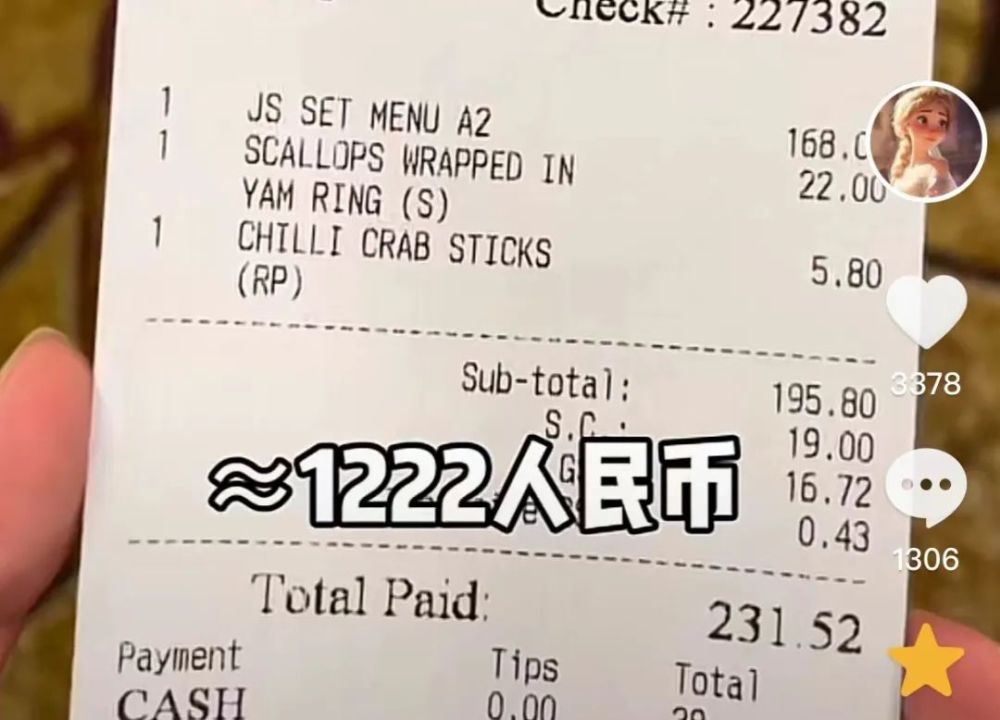 Check# : 227382
1 JS SET MENU A2 168.0
1 SCALLOPS WRAPPED IN 22.00
YAM RING (S)
1 CHILLI CRAB STICKS 5.80
(RP)
Sub-total: 195.80
S.C.: 19.00
16.72
≈1222人民币
0.43
Total Paid: 231.52
Payment Tips Total
CASH 0.00
3378
1306